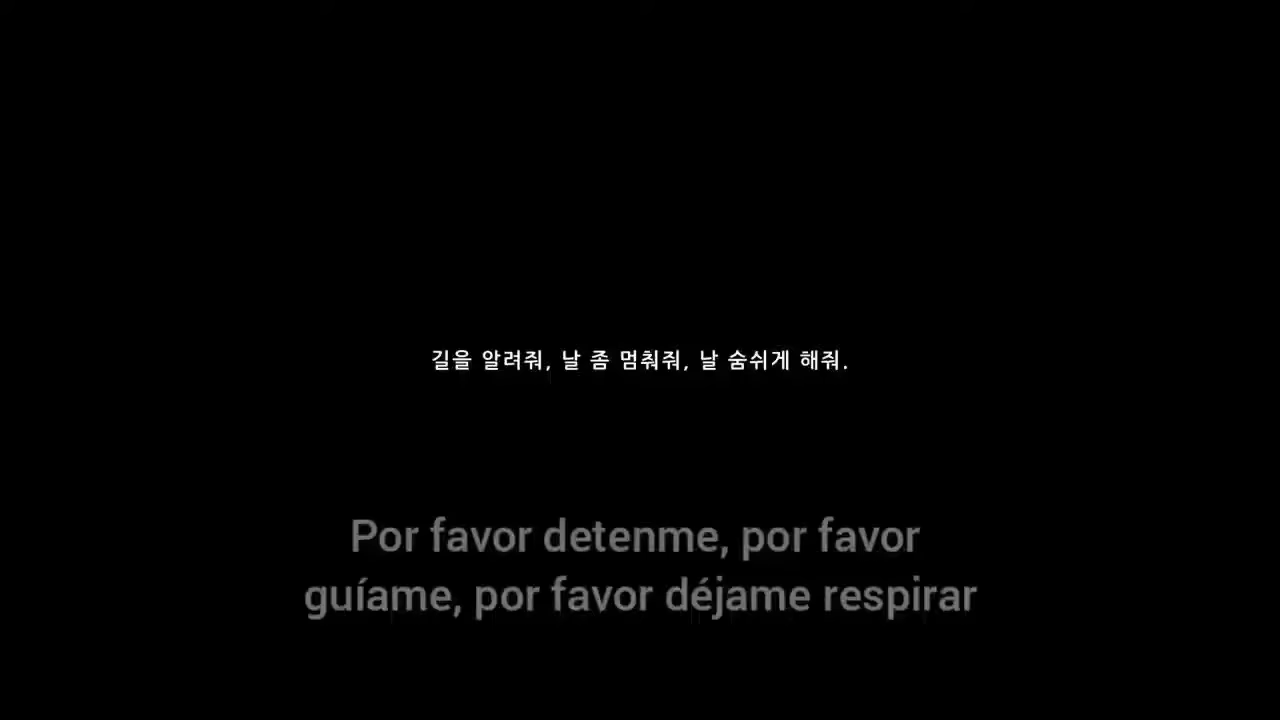 길을 알려줘, 날 좀 멈춰줘, 날 숨쉬게 해줘.
Por favor detenme, por favor
guíame, por favor déjame respirar